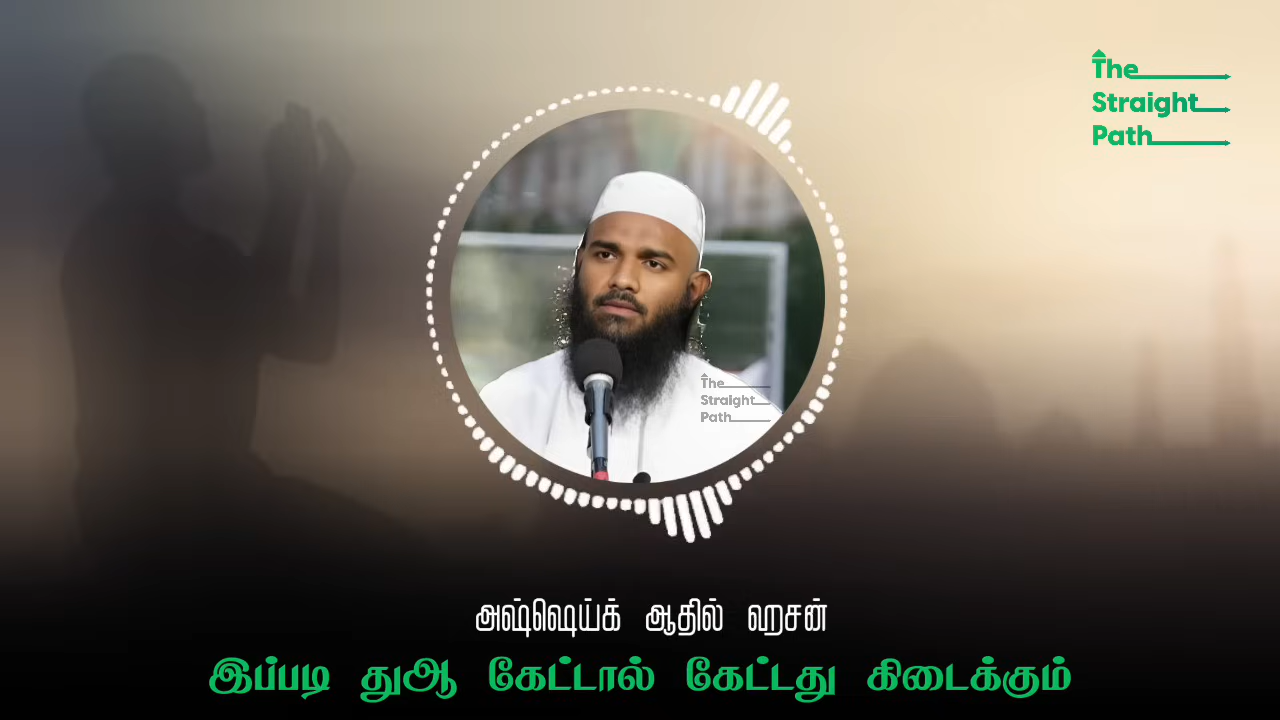 The
Straight
Path
The
Straight
Path
அஷ்ஷெய்க் ஆதில் ஹசன்
இப்படி துஆ கேட்டால் கேட்டது கிடைக்கும்